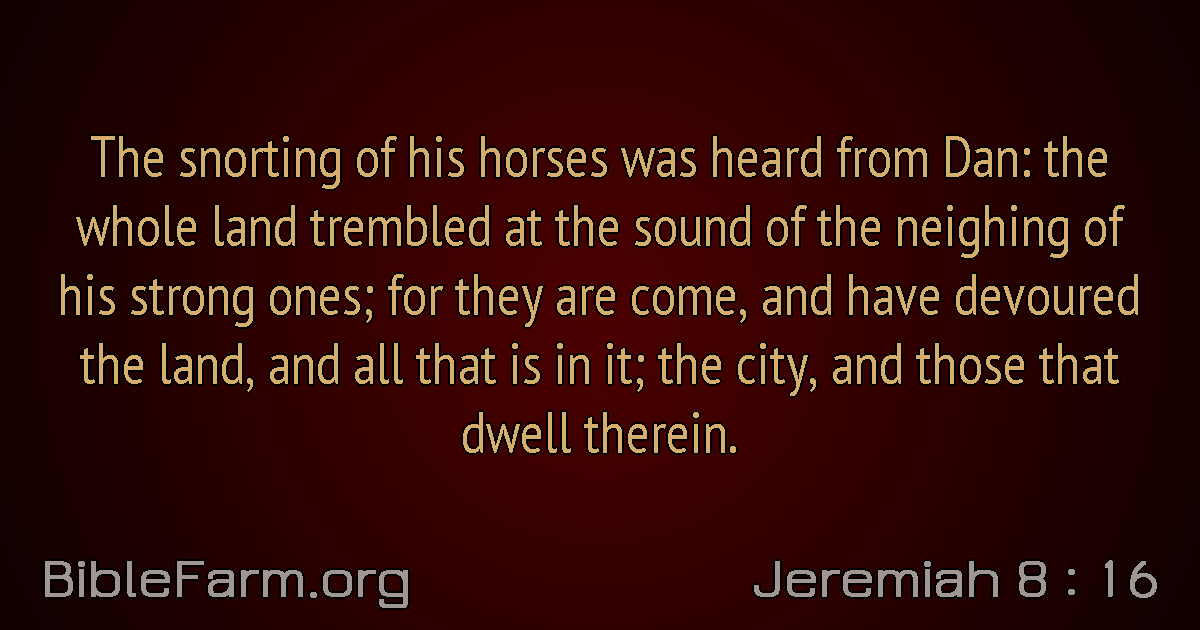 The snorting of his horses was heard from Dan: the
whole land trembled at the sound of the neighing of
his strong ones; for they are come, and have devoured
the land, and all that is in it; the city, and those that
dwell therein.
BibleFarm.org
Jeremiah 8 : 16